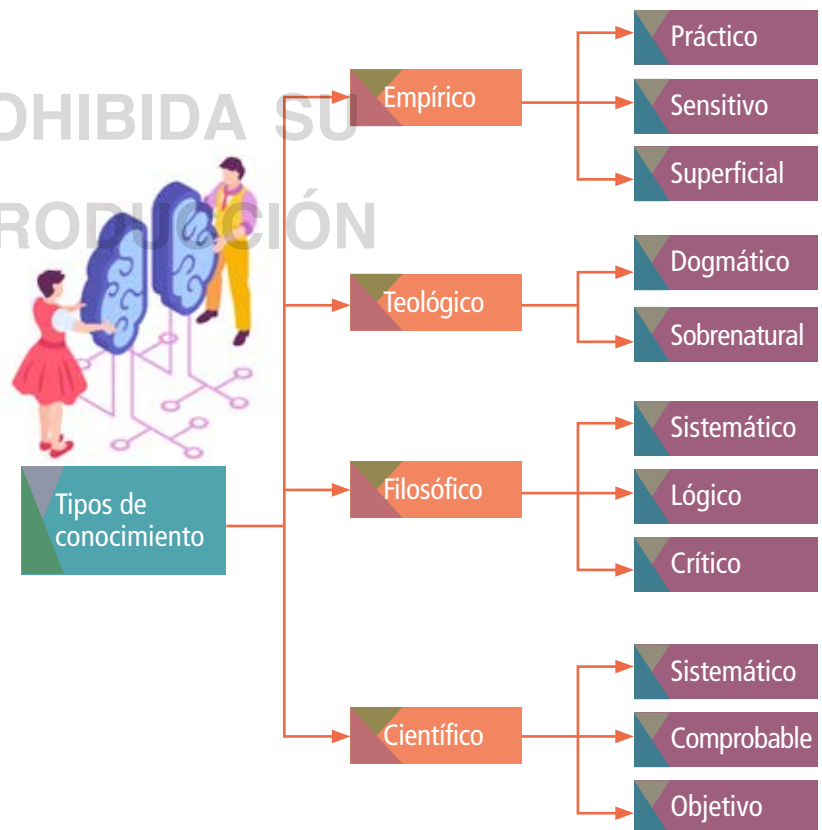 OHIBIDA SU
RODUCCIÓN
Tipos de
conocimiento
Empírico
Práctico
Sensitivo
Superficial
Teológico
Dogmático
Sobrenatural
Filosófico
Sistemático
Lógico
Crítico
Científico
Sistemático
Comprobable
Objetivo